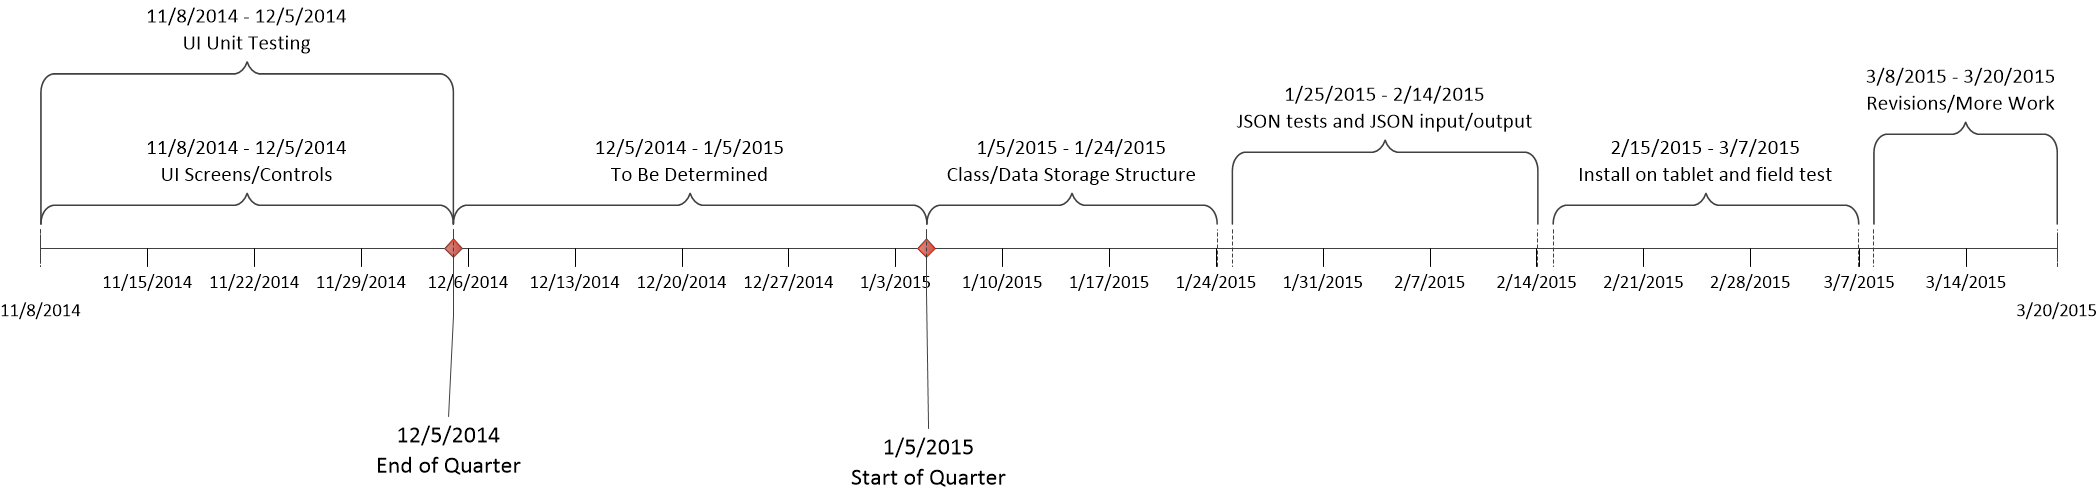 11/8/2014 - 12/5/2014
UI Unit Testing
11/8/2014 - 12/5/2014
UI Screens/Controls
12/5/2014 - 1/5/2015
To Be Determined
1/5/2015 - 1/24/2015
Class/Data Storage Structure
1/25/2015 - 2/14/2015
JSON tests and JSON input/output
2/15/2015 - 3/7/2015
Install on tablet and field test
3/8/2015 - 3/20/2015
Revisions/More Work
11/8/2014
11/15/2014
11/22/2014
11/29/2014
12/6/2014
12/13/2014
12/20/2014
12/27/2014
1/3/2015
1/10/2015
1/17/2015
1/24/2015
1/31/2015
2/7/2015
2/14/2015
2/21/2015
2/28/2015
3/7/2015
3/14/2015
3/20/2015
12/5/2014
End of Quarter
1/5/2015
Start of Quarter